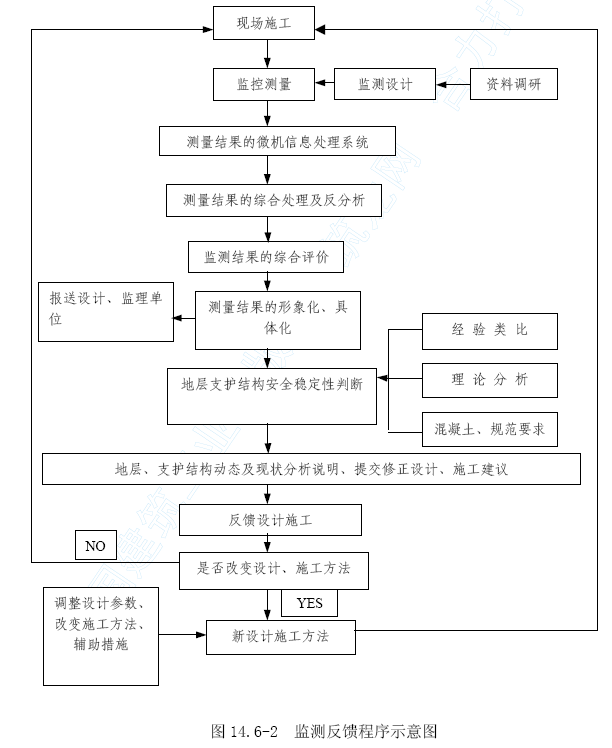 现场施工
监控测量
监测设计
资料调研
测量结果的微机信息处理系统
测量结果的综合处理及反分析
监测结果的综合评价
报送设计、监理单
位
测量结果的形象化、具
体化
经验类比
地层支护结构安全稳定性判断
理论分析
混凝土、规范要求
地层、支护结构动态及现状分析说明、提交修正设计、施工建议
反馈设计施工
NO
是否改变设计、施工方法
YES
调整设计参数、
改变施工方法、
辅助措施
新设计施工方法
图 14.6-2 监测反馈程序示意图